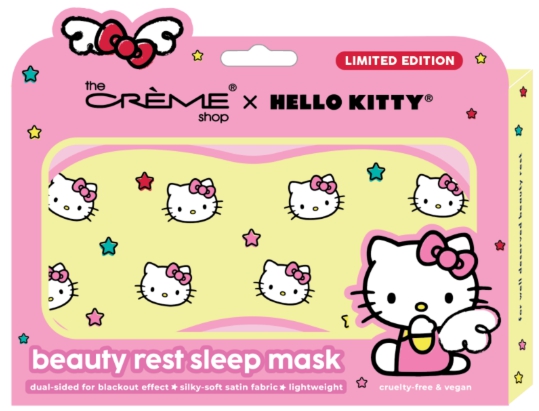 LIMITED EDITION
the
CRÈME® x HELLO KITTY®
shop
beauty rest sleep mask
dual-sided for blackout effect ★ silky-soft satin fabric ★ lightweight
cruelty-free & vegan